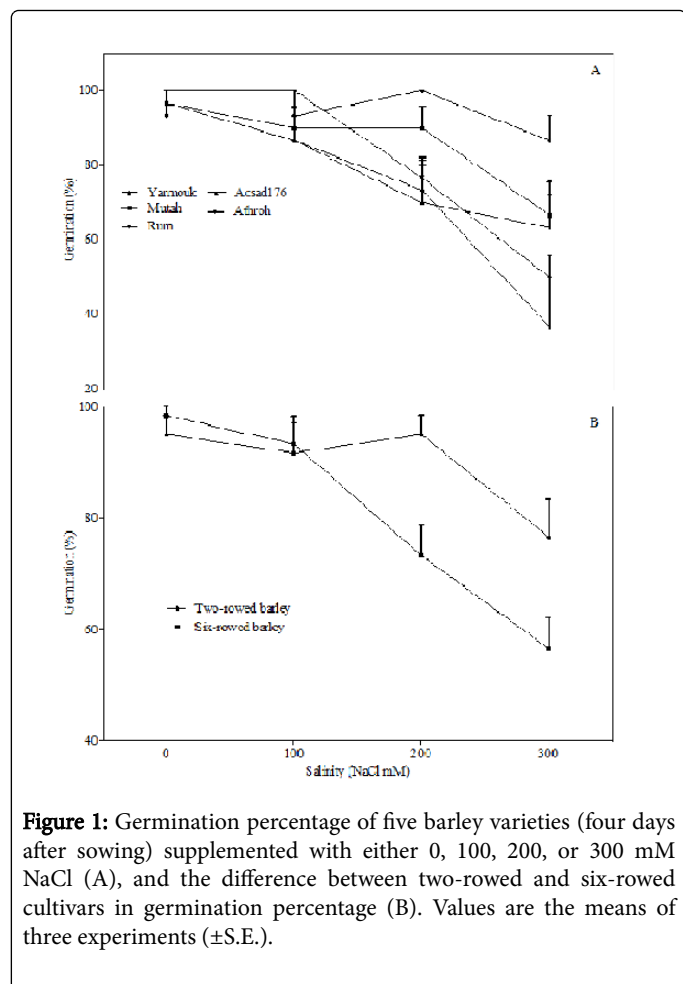 A
100
80
60
40
20
Germination (%)
Yarmouk
Acsad176
Mutah
Athroh
Rum
B
100
80
60
40
Germination (%)
Two-rowed barley
Six-rowed barley
0 100 200 300
Salinity (NaCl mM)
Figure 1: Germination percentage of five barley varieties (four days
after sowing) supplemented with either 0, 100, 200, or 300 mM
NaCl (A), and the difference between two-rowed and six-rowed
cultivars in germination percentage (B). Values are the means of
three experiments (±S.E.).